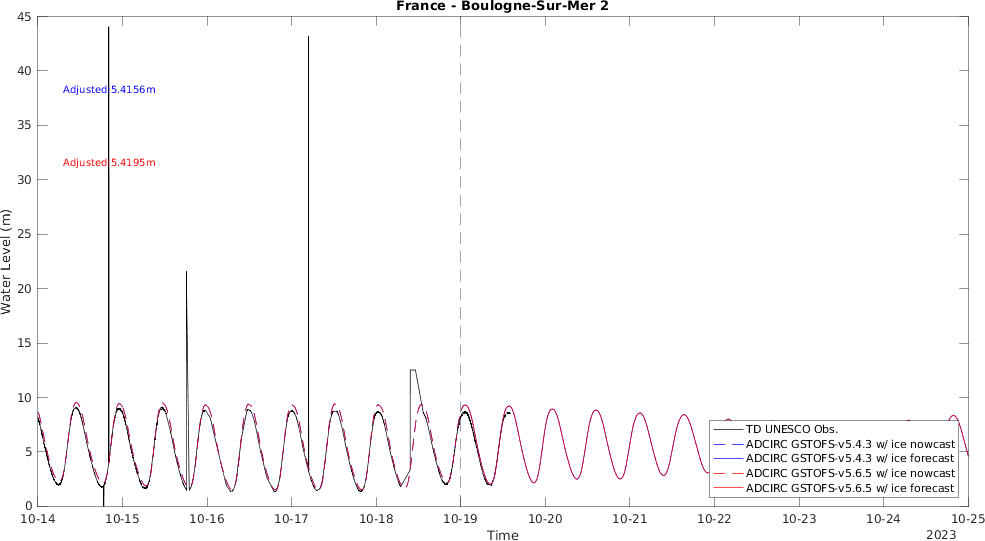 France - Boulogne-Sur-Mer 2
45
40
35
30
25
20
15
10
5
0
Water Level (m)
Adjusted 5.4156m
Adjusted 5.4195m
TD UNESCO Obs.
ADCIRC GSTOFS-v5.4.3 w/ ice nowcast
ADCIRC GSTOFS-v5.4.3 w/ ice forecast
ADCIRC GSTOFS-v5.6.5 w/ ice nowcast
ADCIRC GSTOFS-v5.6.5 w/ ice forecast
10-14 10-15 10-16 10-17 10-18 10-19 10-20 10-21 10-22 10-23 10-24 10-25
Time
2023